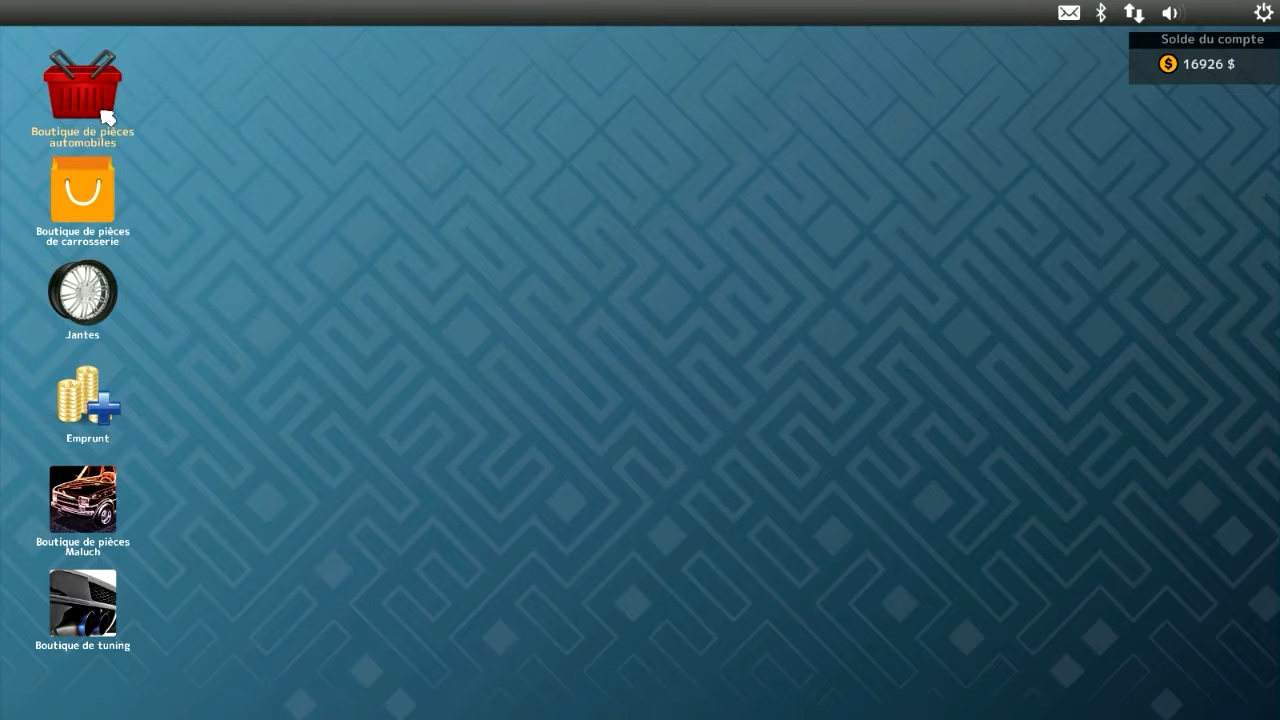 Solde du compte
$ 16926 $
Boutique de pièces
automobiles
Boutique de pièces
de carrosserie
Jantes
Emprunt
Boutique de pièces
Maluch
Boutique de tuning